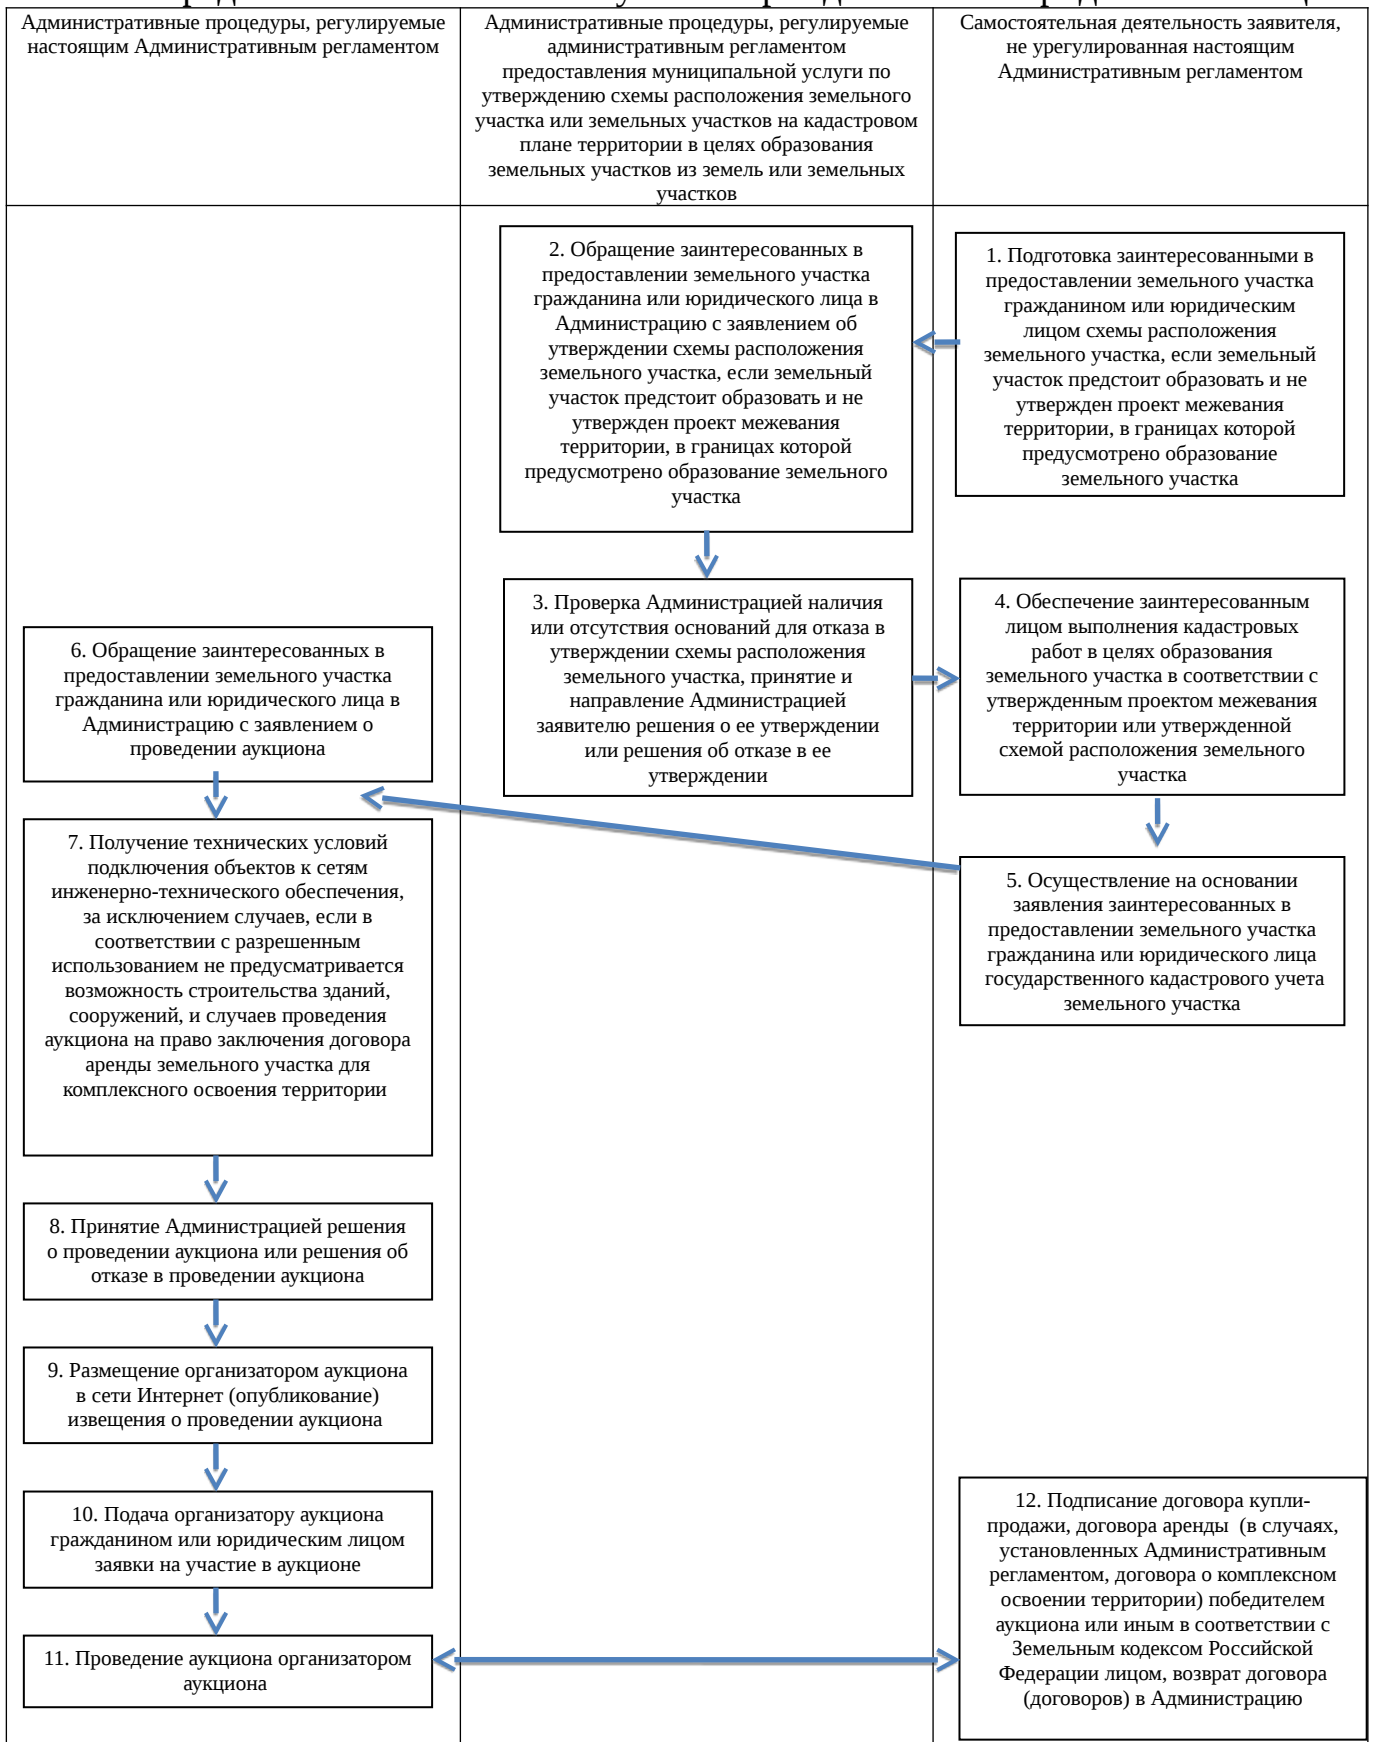 Административные процедуры, регулируемые
настоящим Административным регламентом
Административные процедуры, регулируемые
административным регламентом
предоставления муниципальной услуги по
утверждению схемы расположения земельного
участка или земельных участков на кадастровом
плане территории в целях образования
земельных участков из земель или земельных
участков
Самостоятельная деятельность заявителя,
не урегулированная настоящим
Административным регламентом
1. Подготовка заинтересованными в
предоставлении земельного участка
гражданином или юридическим
лицом схемы расположения
земельного участка, если земельный
участок предстоит образовать и не
утвержден проект межевания
территории, в границах которой
предусмотрено образование
земельного участка
2. Обращение заинтересованных в
предоставлении земельного участка
гражданина или юридического лица в
Администрацию с заявлением об
утверждении схемы расположения
земельного участка, если земельный
участок предстоит образовать и не
утвержден проект межевания
территории, в границах которой
предусмотрено образование земельного
участка
3. Проверка Администрацией наличия
или отсутствия оснований для отказа в
утверждении схемы расположения
земельного участка, принятие и
направление Администрацией
заявителю решения о ее утверждении
или решения об отказе в ее
утверждении
4. Обеспечение заинтересованным
лицом выполнения кадастровых
работ в целях образования
земельного участка в соответствии с
утвержденным проектом межевания
территории или утвержденной
схемой расположения земельного
участка
5. Осуществление на основании
заявления заинтересованных в
предоставлении земельного участка
гражданина или юридического лица
государственного кадастрового учета
земельного участка
6. Обращение заинтересованных в
предоставлении земельного участка
гражданина или юридического лица в
Администрацию с заявлением о
проведении аукциона
7. Получение технических условий
подключения объектов к сетям
инженерно-технического обеспечения,
за исключением случаев, если в
соответствии с разрешенным
использованием не предусматривается
возможность строительства зданий,
сооружений, и случаев проведения
аукциона на право заключения договора
аренды земельного участка для
комплексного освоения территории
8. Принятие Администрацией решения
о проведении аукциона или решения об
отказе в проведении аукциона
9. Размещение организатором аукциона
в сети Интернет (опубликование)
извещения о проведении аукциона
10. Подача организатору аукциона
гражданином или юридическим лицом
заявки на участие в аукционе
11. Проведение аукциона организатором
аукциона
12. Подписание договора купли-
продажи, договора аренды (в случаях,
установленных Административным
регламентом, договора о комплексном
освоении территории) победителем
аукциона или иным в соответствии с
Земельным кодексом Российской
Федерации лицом, возврат договора
(договоров) в Администрацию